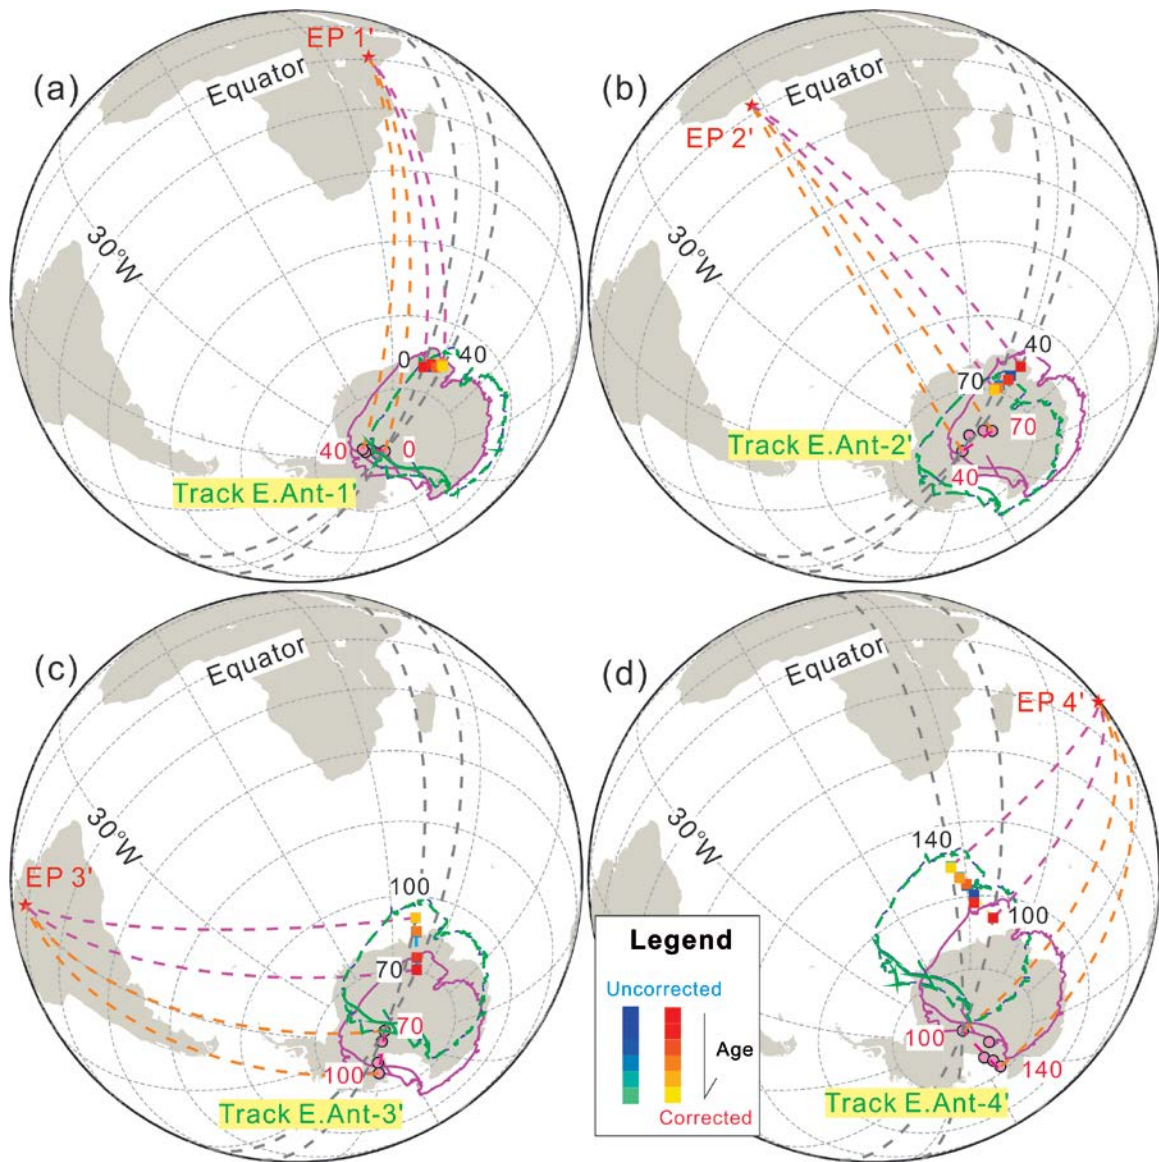 (a)
EP 1'
Equator
30°W
0
40
40
0
Track E.Ant-1'
(b)
EP 2'
Equator
30°W
40
70
70
40
Track E.Ant-2'
(c)
Equator
30°W
EP 3'
100
70
70
100
Track E.Ant-3'
(d)
Equator
EP 4'
30°W
140
100
100
140
Track E.Ant-4'
Legend
Uncorrected
Age
Corrected